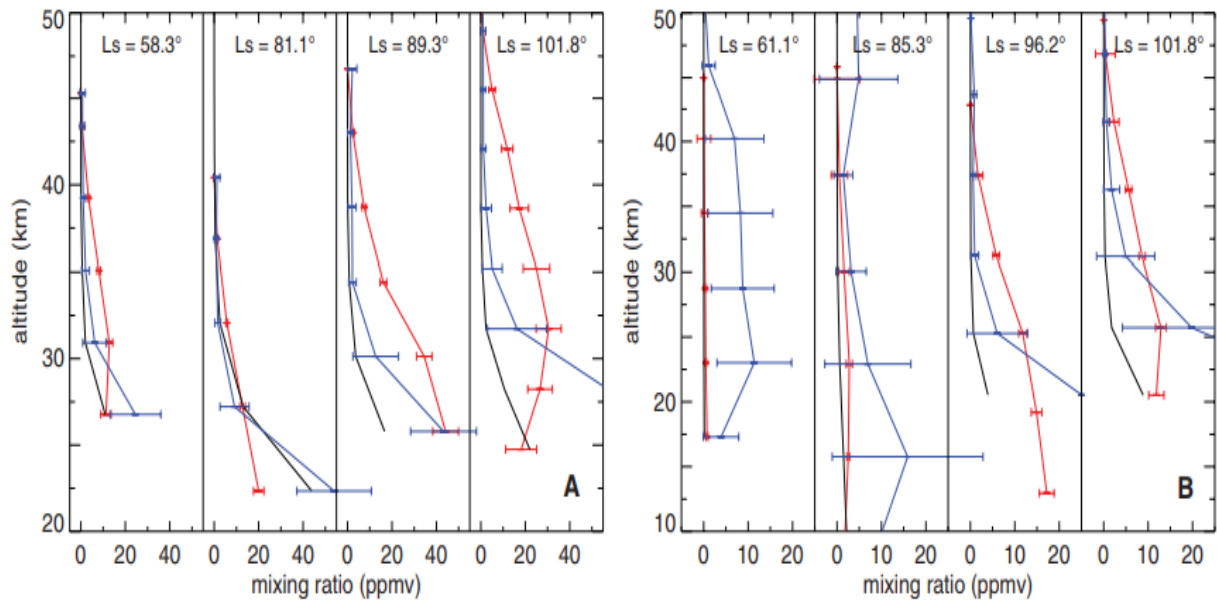 50
40
30
20
altitude (km)
Ls = 58.3°
Ls = 81.1°
Ls = 89.3°
Ls = 101.8°
A
0 20 40 0 20 40 0 20 40 0 20 40
mixing ratio (ppmv)
50
40
30
20
10
altitude (km)
Ls = 61.1°
Ls = 85.3°
Ls = 96.2°
Ls = 101.8°
B
0 10 20 0 10 20 0 10 20 0 10 20
mixing ratio (ppmv)